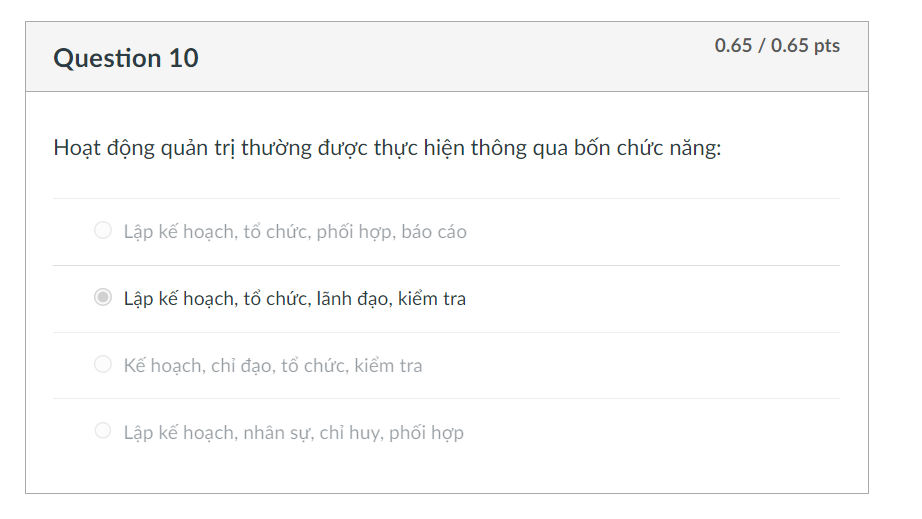 Question 10
0.65 / 0.65 pts
Hoạt động quản trị thường được thực hiện thông qua bốn chức năng:
Lập kế hoạch, tổ chức, phối hợp, báo cáo
Lập kế hoạch, tổ chức, lãnh đạo, kiểm tra
Kế hoạch, chỉ đạo, tổ chức, kiểm tra
Lập kế hoạch, nhân sự, chỉ huy, phối hợp